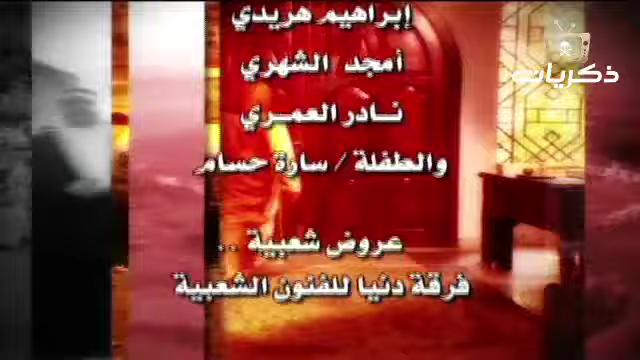 إبراهيم هريدي
أمجد الشهري
ذكريات
نادر العمري
والطفلة / سارة حسام
عروض شعبية ..
فرقة دنيا للفنون الشعبية